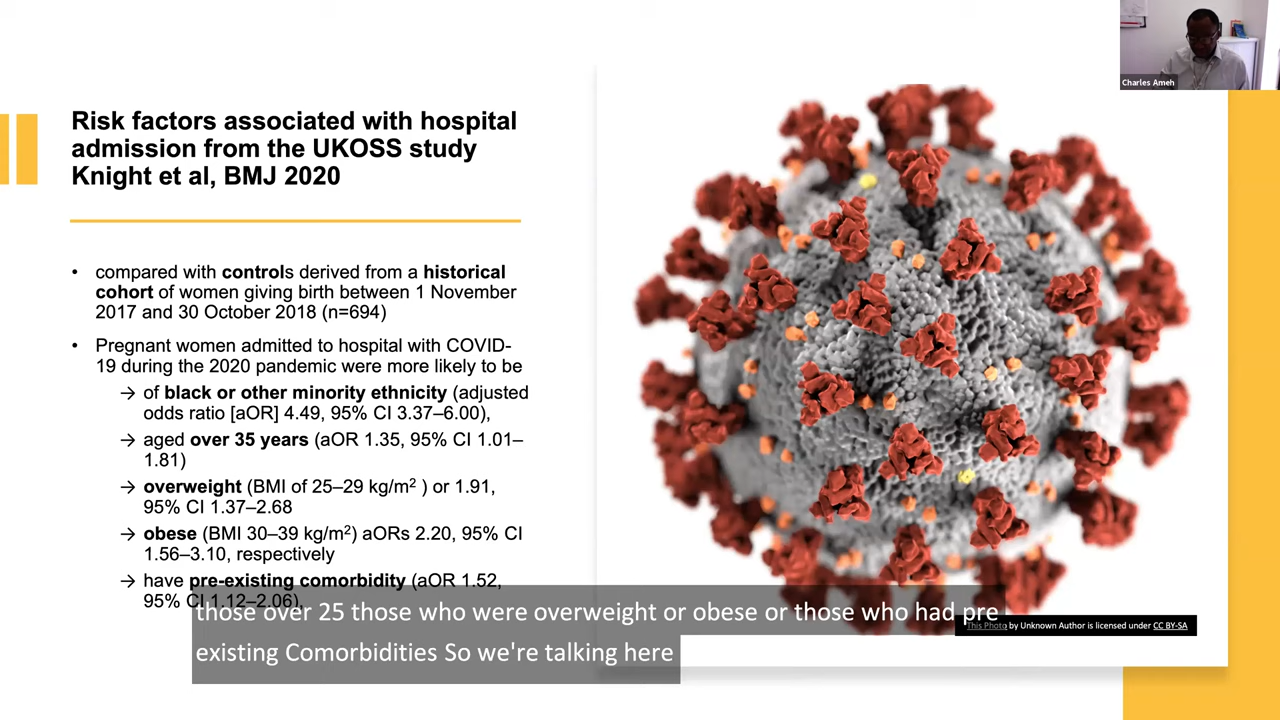 Charles Ameh
Risk factors associated with hospital
admission from the UKOSS study
Knight et al, BMJ 2020
• compared with controls derived from a historical
cohort of women giving birth between 1 November
2017 and 30 October 2018 (n=694)
• Pregnant women admitted to hospital with COVID-
19 during the 2020 pandemic were more likely to be
→ of black or other minority ethnicity (adjusted
odds ratio [aOR] 4.49, 95% CI 3.37–6.00),
→ aged over 35 years (aOR 1.35, 95% CI 1.01–
1.81)
→ overweight (BMI of 25–29 kg/m² ) or 1.91,
95% CI 1.37–2.68
→ obese (BMI 30–39 kg/m²) aORs 2.20, 95% CI
1.56–3.10, respectively
→ have pre-existing comorbidity (aOR 1.52,
95% CI 1.12–2.06),
those over 25 those who were overweight or obese or those who had pre
existing Comorbidities So we're talking here
This Photo by Unknown Author is licensed under CC BY-SA